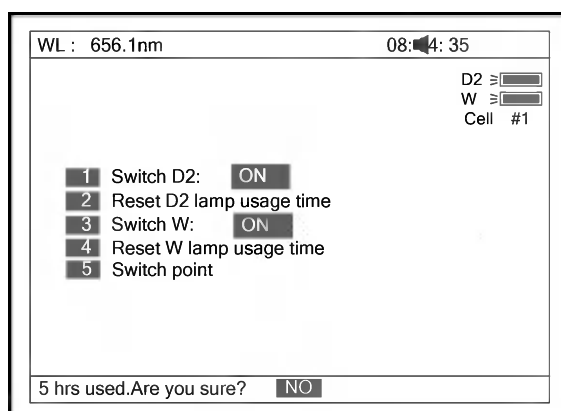 WL : 656.1nm 08: 4: 35
D2
W
Cell #1
1 Switch D2: ON
2 Reset D2 lamp usage time
3 Switch W: ON
4 Reset W lamp usage time
5 Switch point
5 hrs used.Are you sure? NO